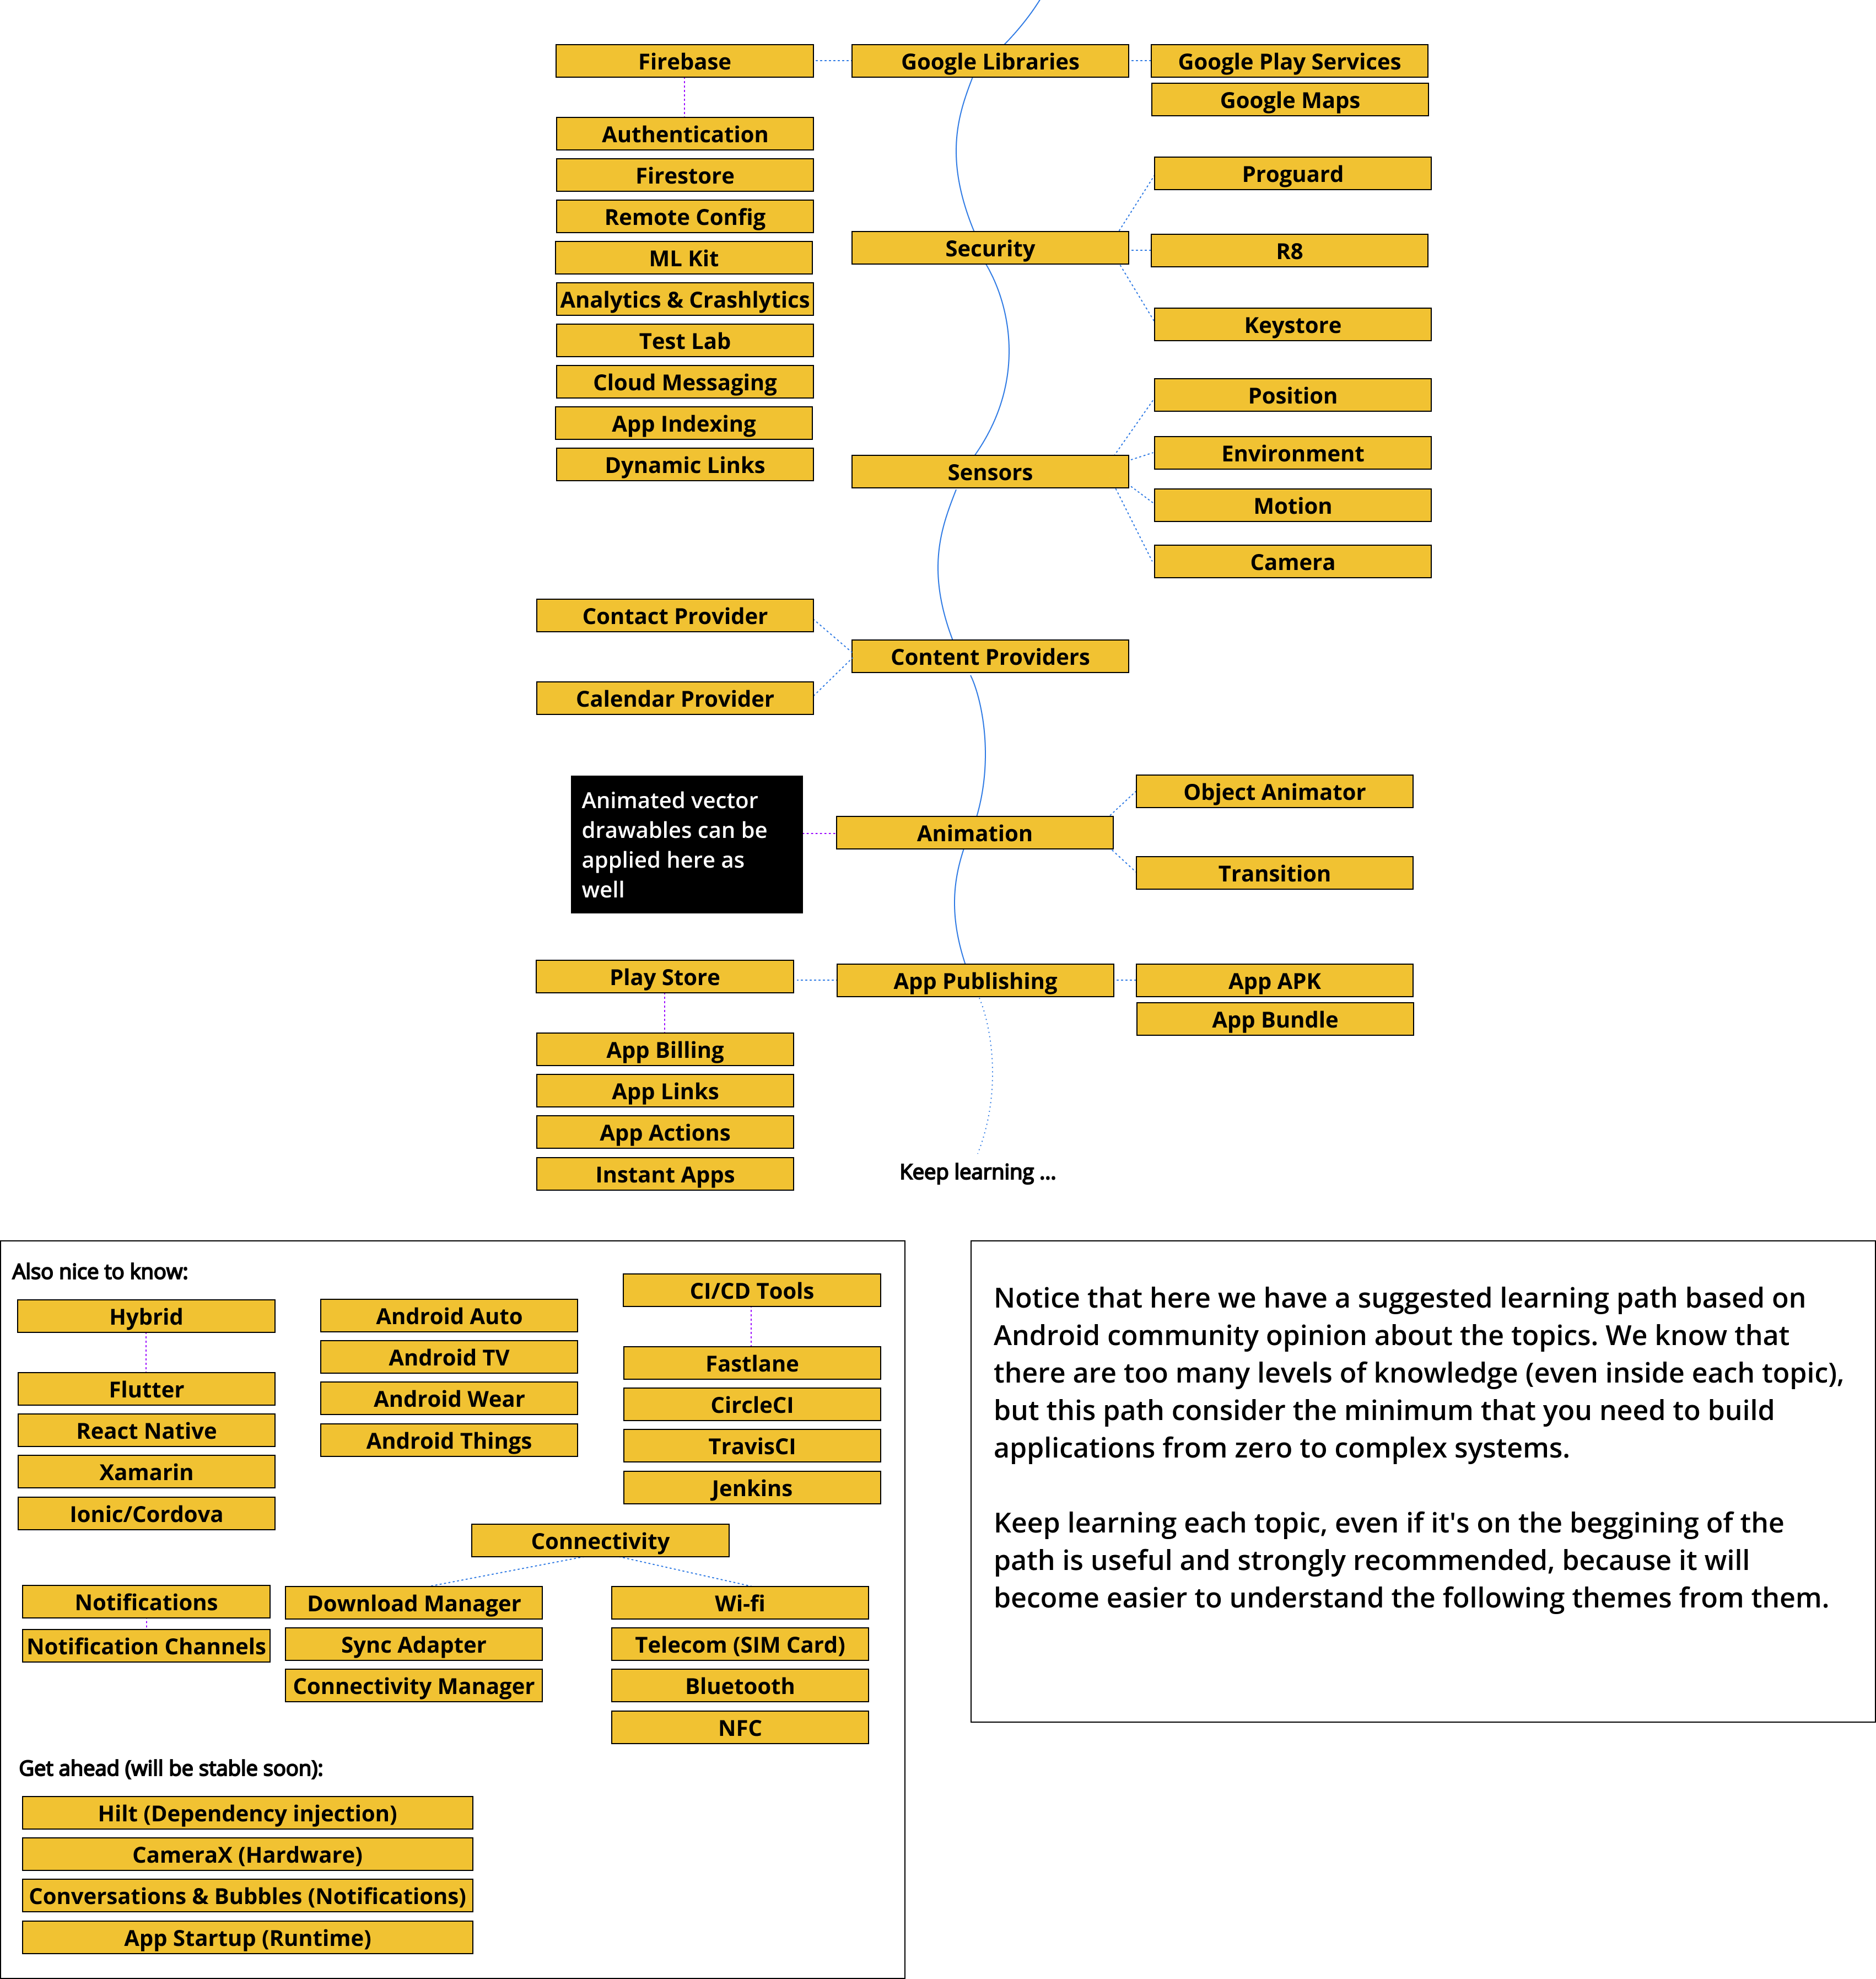 Firebase
Google Libraries
Google Play Services
Google Maps
Authentication
Firestore
Remote Config
ML Kit
Analytics & Crashlytics
Test Lab
Cloud Messaging
App Indexing
Dynamic Links
Security
Proguard
R8
Keystore
Sensors
Position
Environment
Motion
Camera
Contact Provider
Content Providers
Calendar Provider
Animated vector
drawables can be
applied here as
well
Animation
Object Animator
Transition
Play Store
App Publishing
App APK
App Bundle
App Billing
App Links
App Actions
Instant Apps
Keep learning ...
Also nice to know:
Hybrid
Flutter
React Native
Xamarin
Ionic/Cordova
Android Auto
Android TV
Android Wear
Android Things
CI/CD Tools
Fastlane
CircleCI
TravisCI
Jenkins
Connectivity
Notifications
Notification Channels
Download Manager
Sync Adapter
Connectivity Manager
Wi-fi
Telecom (SIM Card)
Bluetooth
NFC
Get ahead (will be stable soon):
Hilt (Dependency injection)
CameraX (Hardware)
Conversations & Bubbles (Notifications)
App Startup (Runtime)
Notice that here we have a suggested learning path based on
Android community opinion about the topics. We know that
there are too many levels of knowledge (even inside each topic),
but this path consider the minimum that you need to build
applications from zero to complex systems.
Keep learning each topic, even if it's on the beggining of the
path is useful and strongly recommended, because it will
become easier to understand the following themes from them.